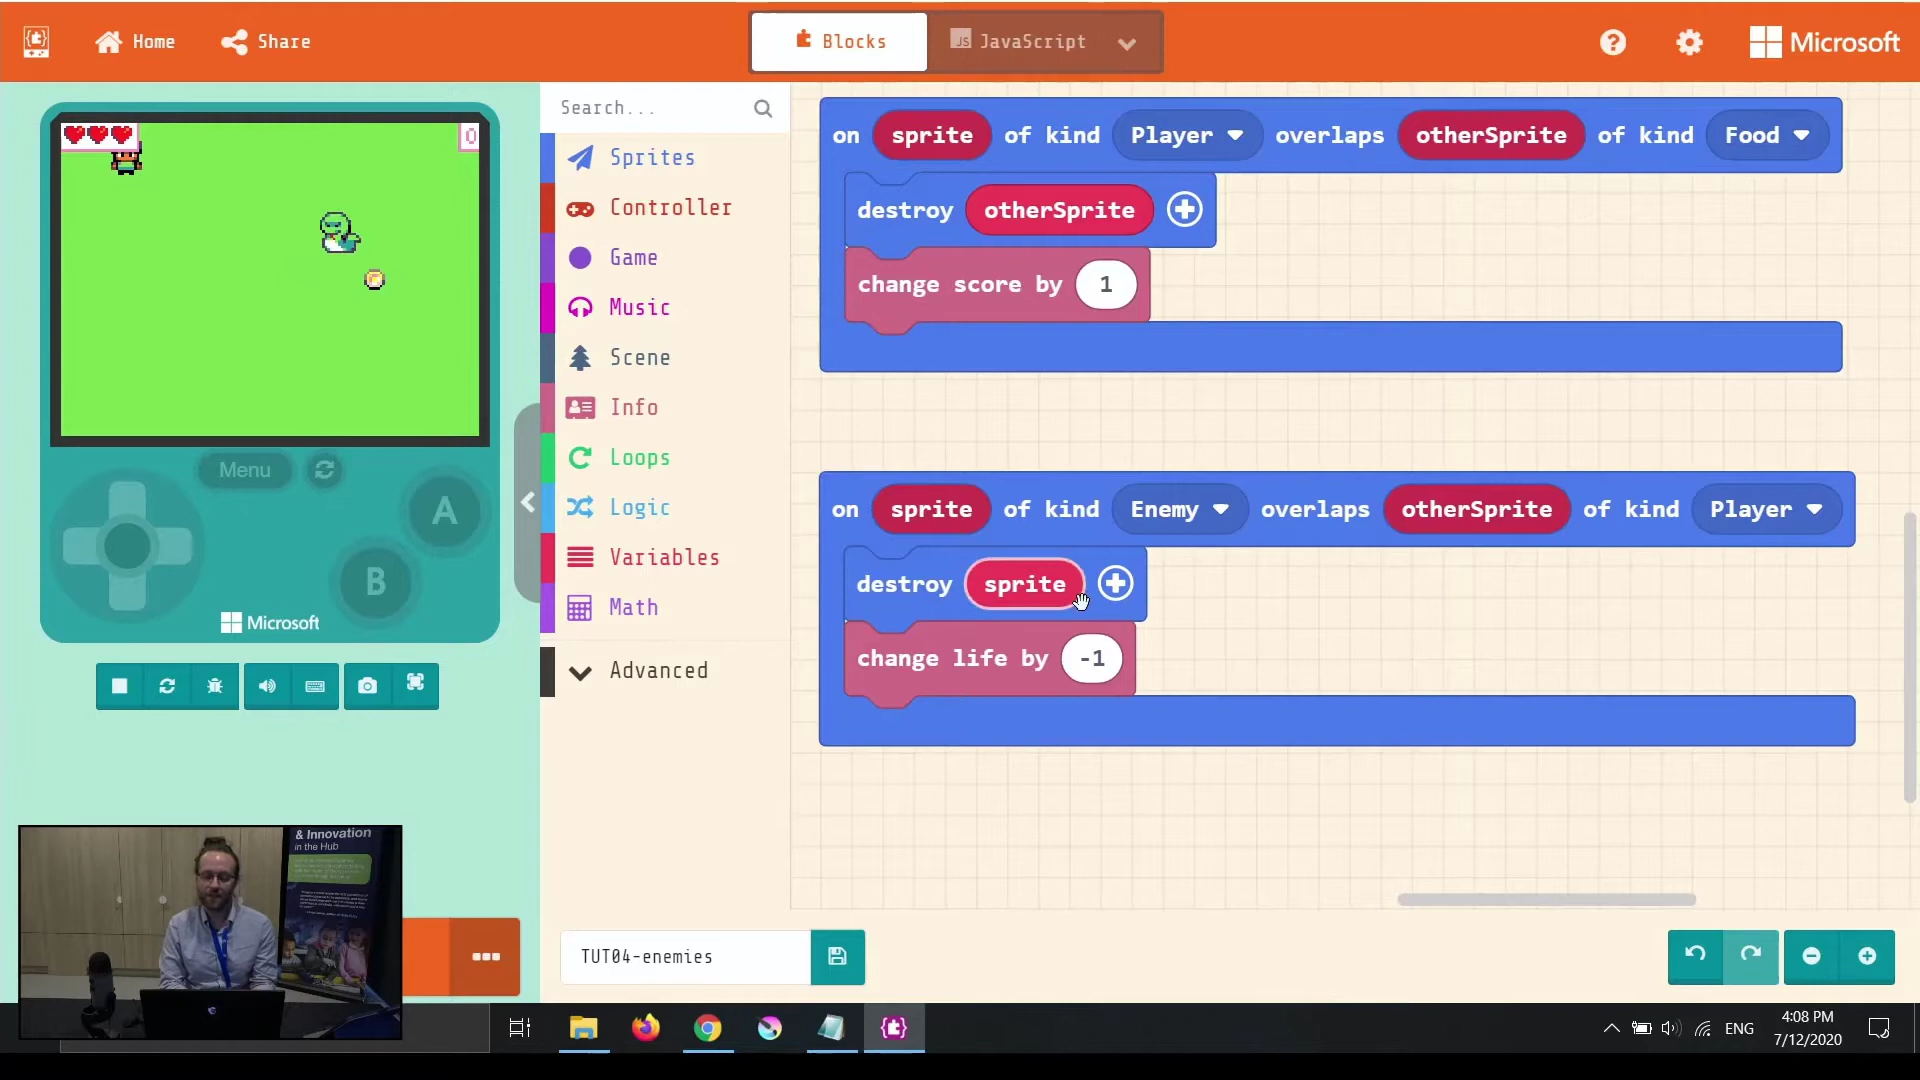 Home
Share
Blocks
JS JavaScript
?
Microsoft
0
Menu
A
B
Microsoft
Search...
Sprites
Controller
Game
Music
Scene
Info
Loops
Logic
Variables
Math
Advanced
on sprite of kind Player overlaps otherSprite of kind Food
destroy otherSprite
change score by 1
on sprite of kind Enemy overlaps otherSprite of kind Player
destroy sprite
change life by -1
& Innovation
in the Hub
TUT04-enemies
ENG
4:08 PM
7/12/2020